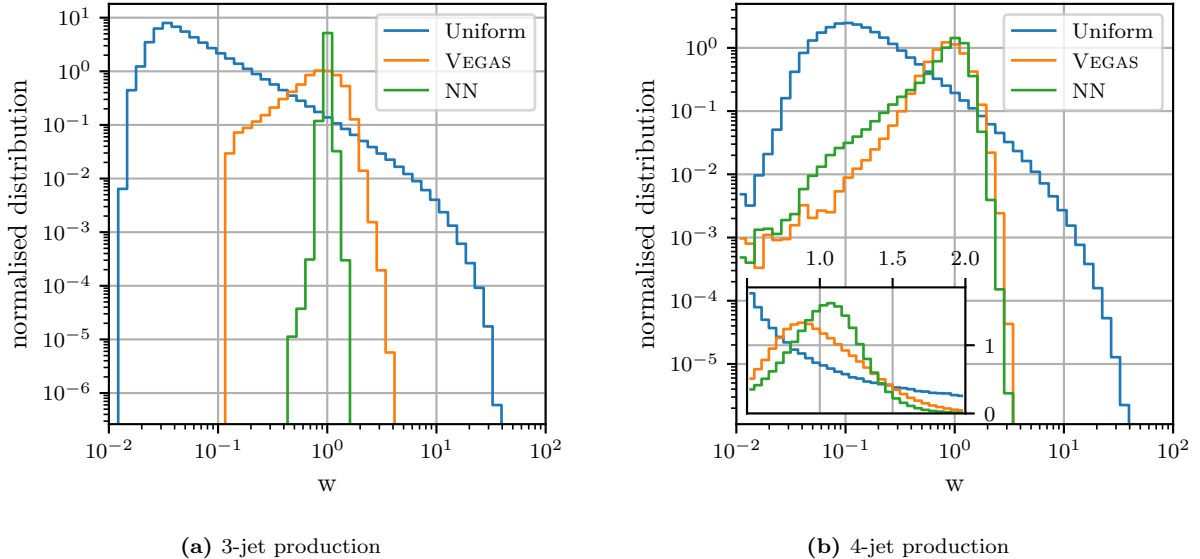 10^1
10^0
10^-1
10^-2
10^-3
10^-4
10^-5
10^-6
normalised distribution
Uniform
VEGAS
NN
10^-2
10^-1
10^0
10^1
10^2
w
(a) 3-jet production
10^0
10^-1
10^-2
10^-3
10^-4
10^-5
normalised distribution
Uniform
VEGAS
NN
1.0
1.5
2.0
1
0
10^-2
10^-1
10^0
10^1
10^2
w
(b) 4-jet production